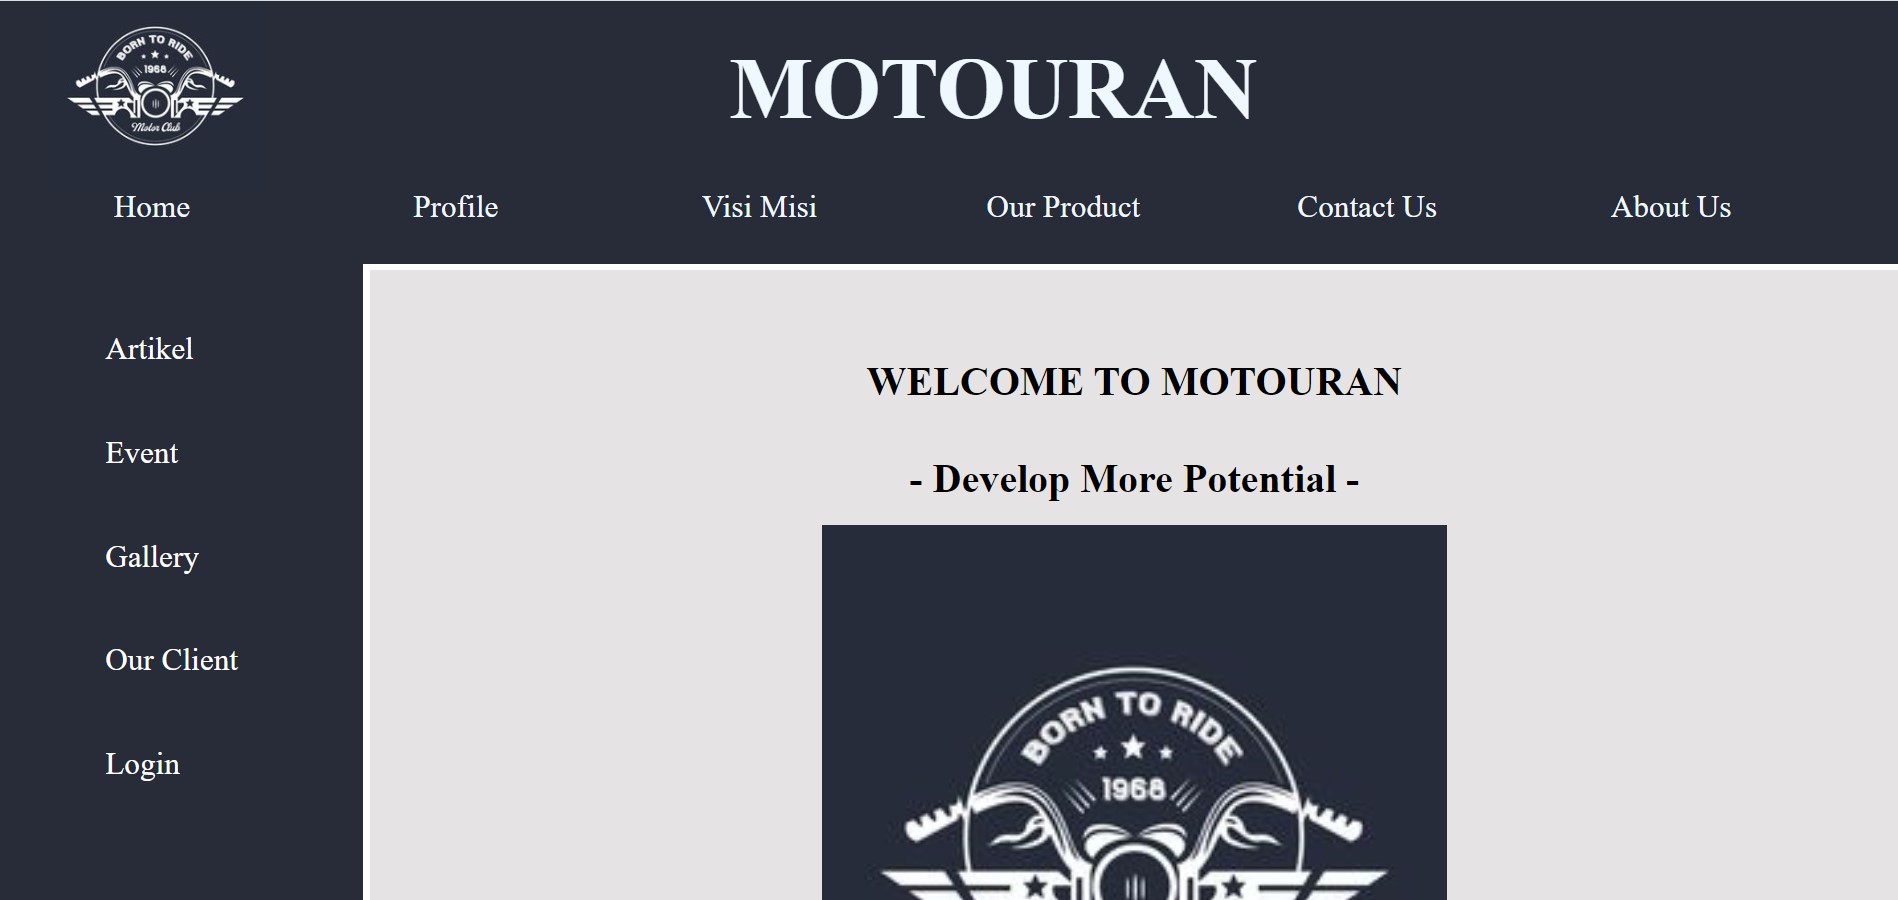 BORN TO RIDE
1968
Motor Club
MOTOURAN
Home Profile Visi Misi Our Product Contact Us About Us
Artikel
Event
Gallery
Our Client
Login
WELCOME TO MOTOURAN
- Develop More Potential -
BORN TO RIDE
1968